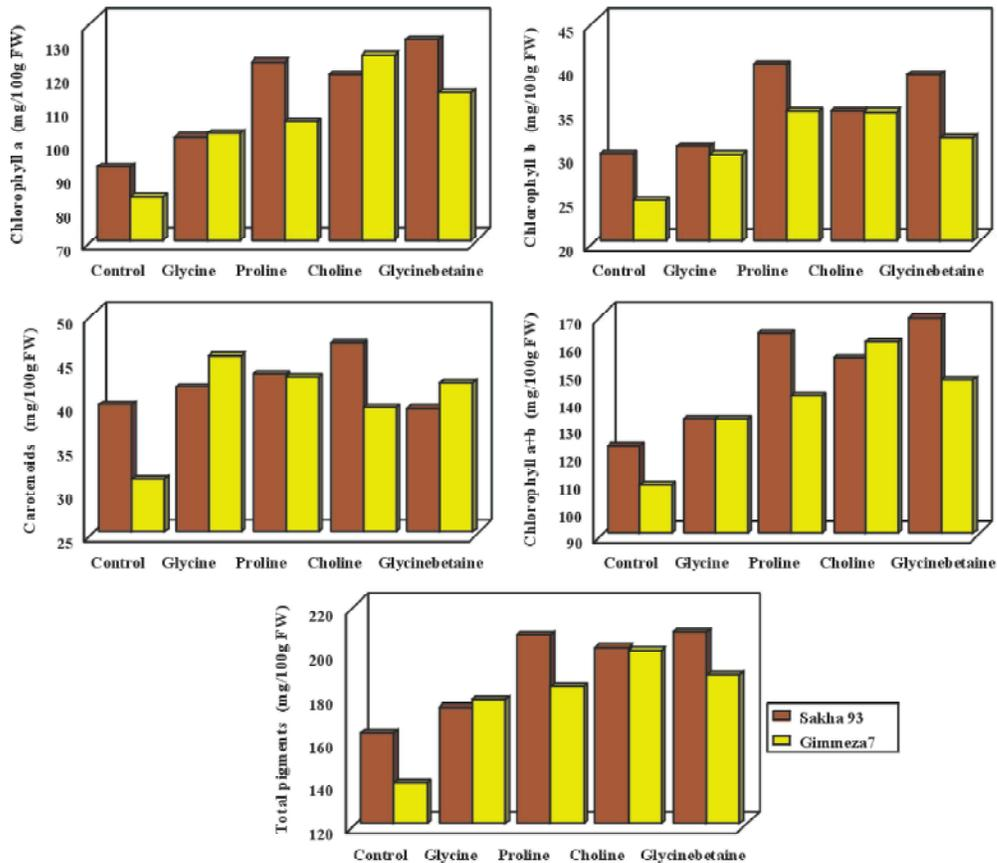 Chlorophyll a (mg/100g FW)
130
120
110
100
90
80
70
Control Glycine Proline Choline Glycinebetaine
Chlorophyll b (mg/100g FW)
45
40
35
30
25
20
Control Glycine Proline Choline Glycinebetaine
Carotenoids (mg/100gFW)
50
45
40
35
30
25
Control Glycine Proline Choline Glycinebetaine
Chlorophyll a+b (mg/100g FW)
170
160
150
140
130
120
110
100
90
Control Glycine Proline Choline Glycinebetaine
Total pigments (mg/100g FW)
220
200
180
160
140
120
Control Glycine Proline Choline Glycinebetaine
Sakha 93
Gimmeza7